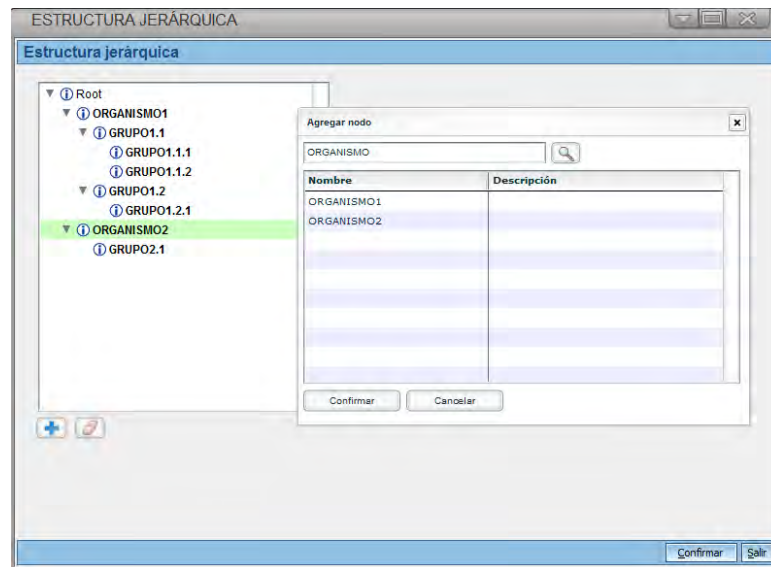 ESTRUCTURA JERÁRQUICA
Estructura jerárquica
Root
ORGANISMO1
GRUPO1.1
GRUPO1.1.1
GRUPO1.1.2
GRUPO1.2
GRUPO1.2.1
ORGANISMO2
GRUPO2.1
Agregar nodo
ORGANISMO
Nombre Descripción
ORGANISMO1
ORGANISMO2
Confirmar Cancelar
Confirmar Salir